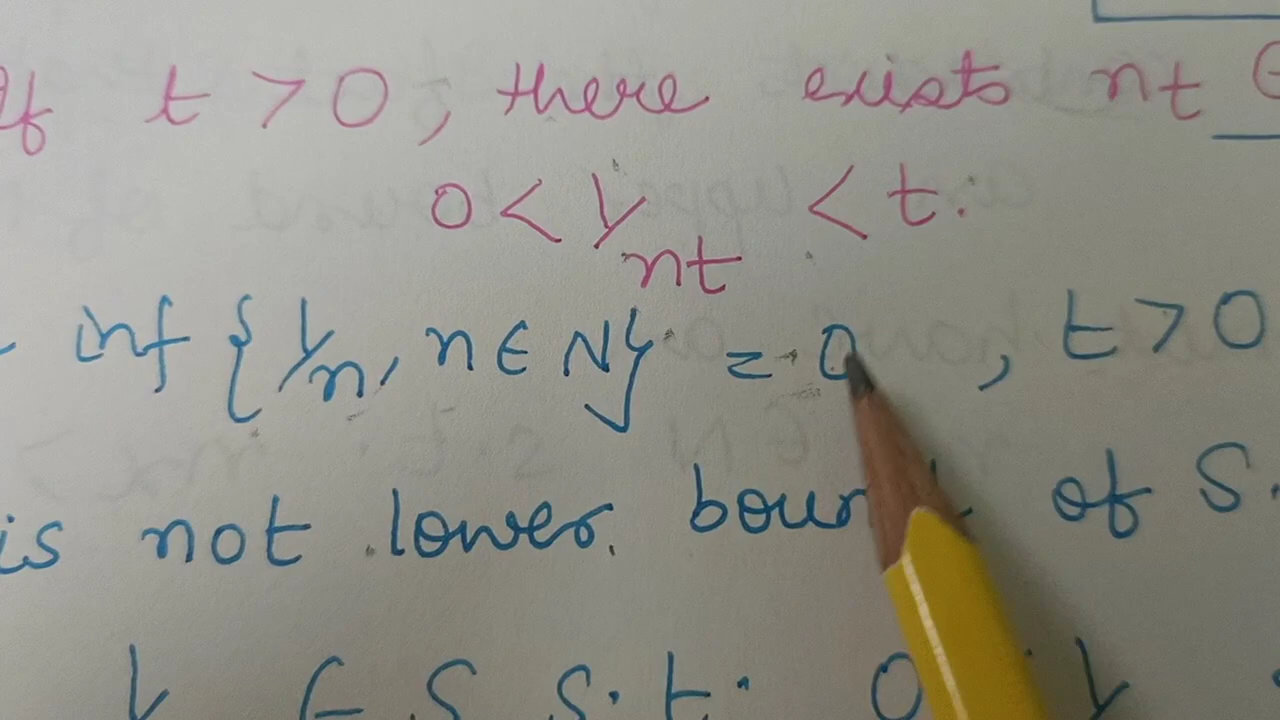 If t > 0, there exists nt
0 < 1/nt < t.
inf { 1/n, n ∈ N} = 0, t > 0
is not lower bound of S.
∈ S s.t.